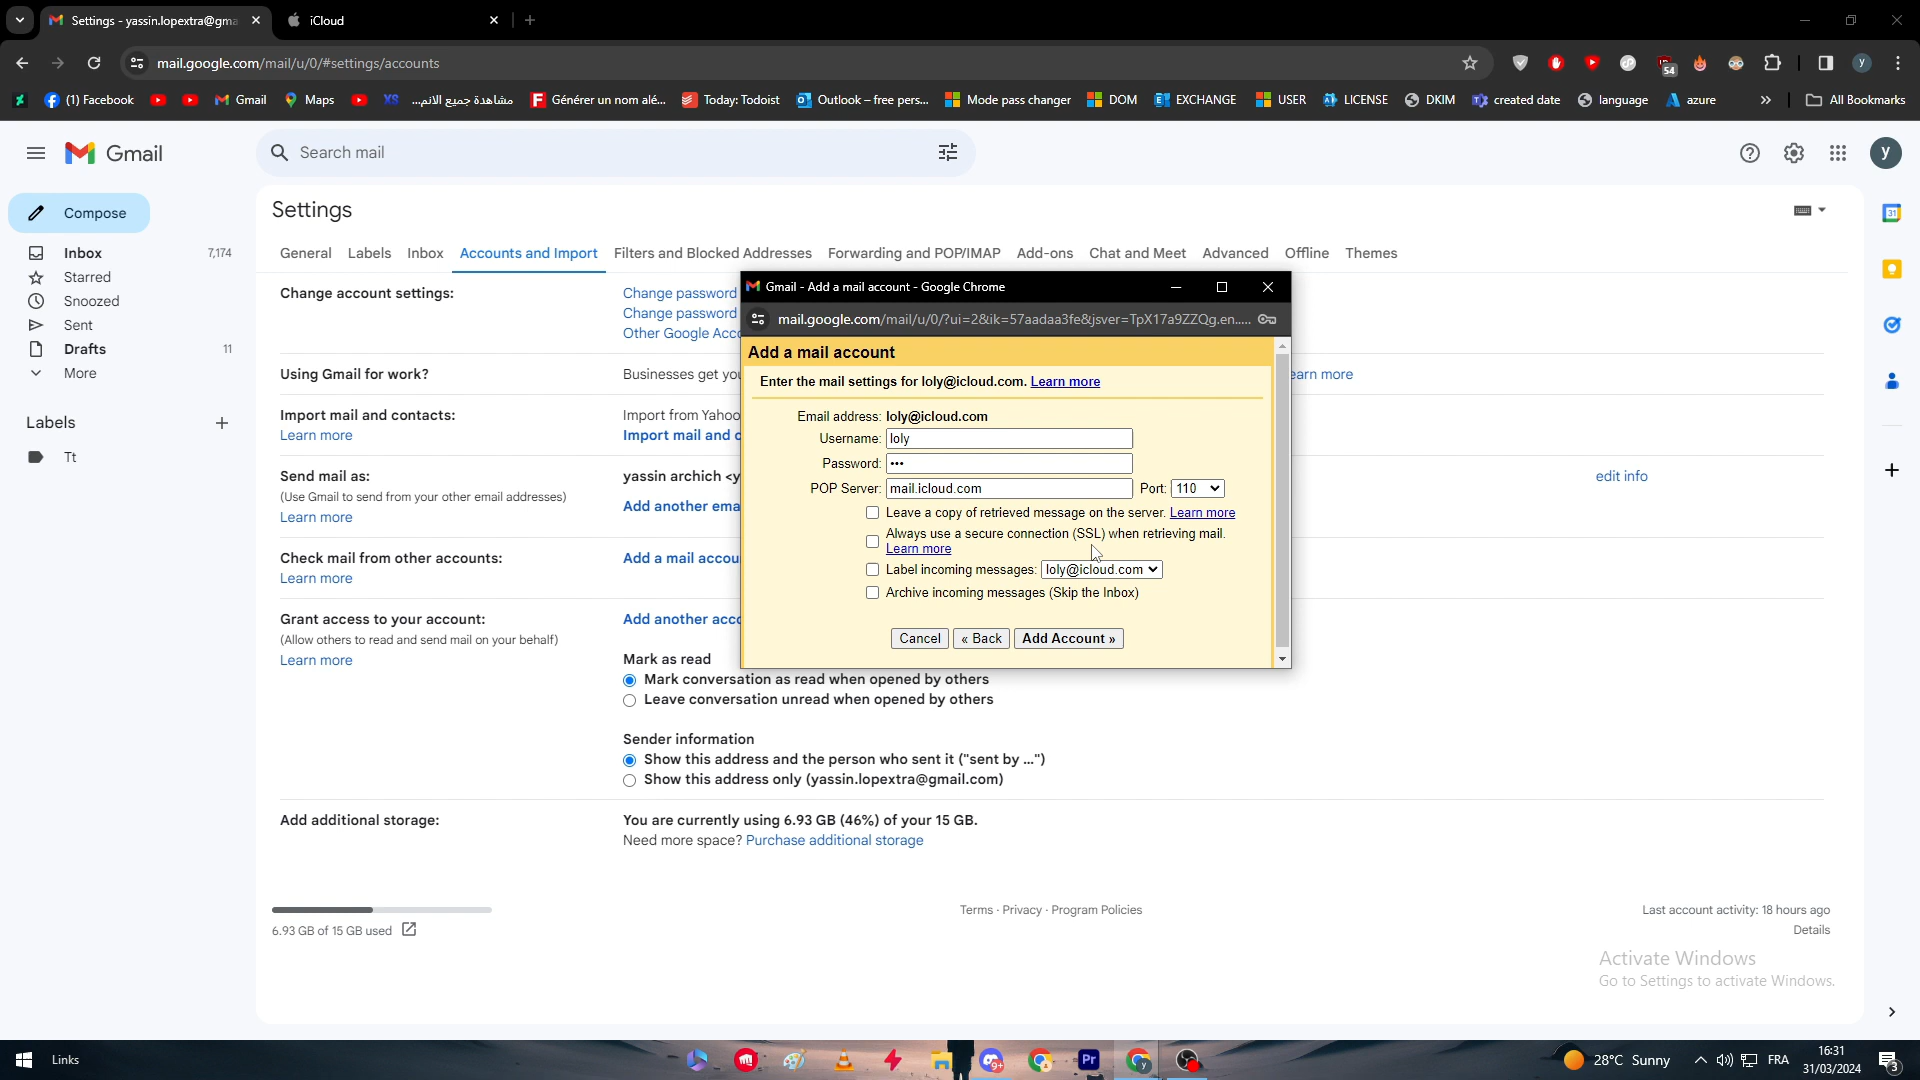 Settings - yassin.lopextra@gma
iCloud
mail.google.com/mail/u/0/#settings/accounts
54
y
(1) Facebook
Gmail
Maps
XS
مشاهدة جميع الانم...
Générer un nom alé...
Today: Todoist
Outlook – free pers...
Mode pass changer
DOM
EXCHANGE
USER
LICENSE
DKIM
created date
language
azure
All Bookmarks
Gmail
Search mail
y
Compose
Inbox 7,174
Starred
Snoozed
Sent
Drafts 11
More
Labels
Tt
Settings
General Labels Inbox Accounts and Import Filters and Blocked Addresses Forwarding and POP/IMAP Add-ons Chat and Meet Advanced Offline Themes
Change account settings:
Change password
Change password
Other Google Acco
Using Gmail for work?
Businesses get you
earn more
Import mail and contacts:
Learn more
Import from Yahoo
Import mail and c
Send mail as:
(Use Gmail to send from your other email addresses)
Learn more
yassin archich <y
edit info
Add another ema
Check mail from other accounts:
Learn more
Add a mail accou
Grant access to your account:
(Allow others to read and send mail on your behalf)
Learn more
Add another acco
Mark as read
Mark conversation as read when opened by others
Leave conversation unread when opened by others
Sender information
Show this address and the person who sent it ("sent by ...")
Show this address only (yassin.lopextra@gmail.com)
Add additional storage:
You are currently using 6.93 GB (46%) of your 15 GB.
Need more space? Purchase additional storage
Gmail - Add a mail account - Google Chrome
mail.google.com/mail/u/0/?ui=2&ik=57aadaa3fe&jsver=TpX17a9ZZQg.en.....
Add a mail account
Enter the mail settings for loly@icloud.com. Learn more
Email address: loly@icloud.com
Username: loly
Password: •••
POP Server: mail.icloud.com Port: 110
Leave a copy of retrieved message on the server. Learn more
Always use a secure connection (SSL) when retrieving mail.
Learn more
Label incoming messages: loly@icloud.com
Archive incoming messages (Skip the Inbox)
Cancel « Back Add Account »
31
6.93 GB of 15 GB used
Terms · Privacy · Program Policies
Last account activity: 18 hours ago
Details
Activate Windows
Go to Settings to activate Windows.
Links
9+
Pr
28°C Sunny
FRA
16:31
31/03/2024
3